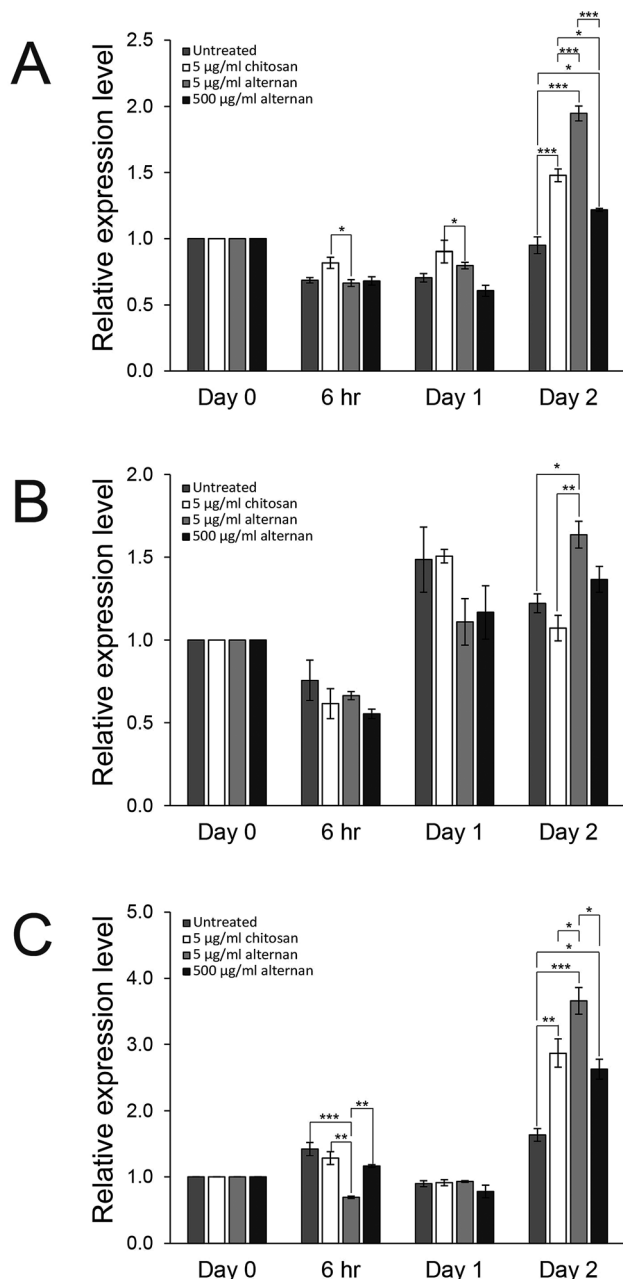 A
Relative expression level
2.5
2.0
1.5
1.0
0.5
0.0
Untreated
5 µg/ml chitosan
5 µg/ml alternan
500 µg/ml alternan
*
*
***
*
***
*
***
***
Day 0 6 hr Day 1 Day 2
B
Relative expression level
2.0
1.5
1.0
0.5
0.0
Untreated
5 µg/ml chitosan
5 µg/ml alternan
500 µg/ml alternan
*
**
Day 0 6 hr Day 1 Day 2
C
Relative expression level
5.0
4.0
3.0
2.0
1.0
0.0
Untreated
5 µg/ml chitosan
5 µg/ml alternan
500 µg/ml alternan
***
**
**
*
*
*
***
**
Day 0 6 hr Day 1 Day 2